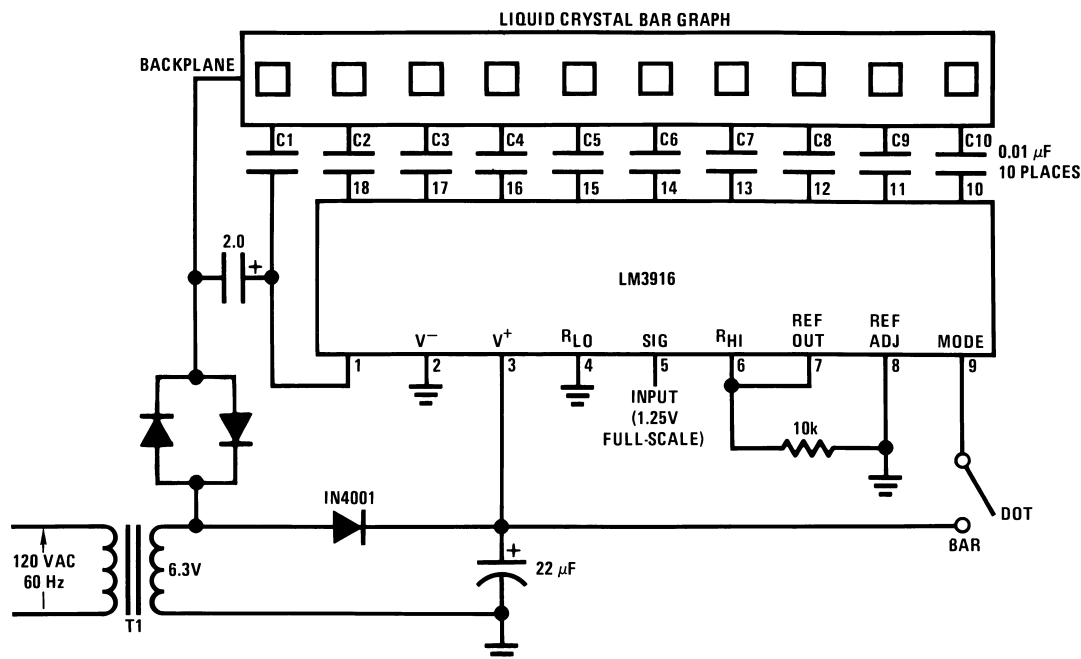 LIQUID CRYSTAL BAR GRAPH
BACKPLANE
C1 C2 C3 C4 C5 C6 C7 C8 C9 C10
0.01 μF
10 PLACES
18 17 16 15 14 13 12 11 10
2.0
+
LM3916
V− V+ RLO SIG RHI REF OUT REF ADJ MODE
1 2 3 4 5 6 7 8 9
INPUT
(1.25V
FULL-SCALE)
10k
IN4001
DOT
BAR
120 VAC
60 Hz
6.3V
+
22 μF
T1